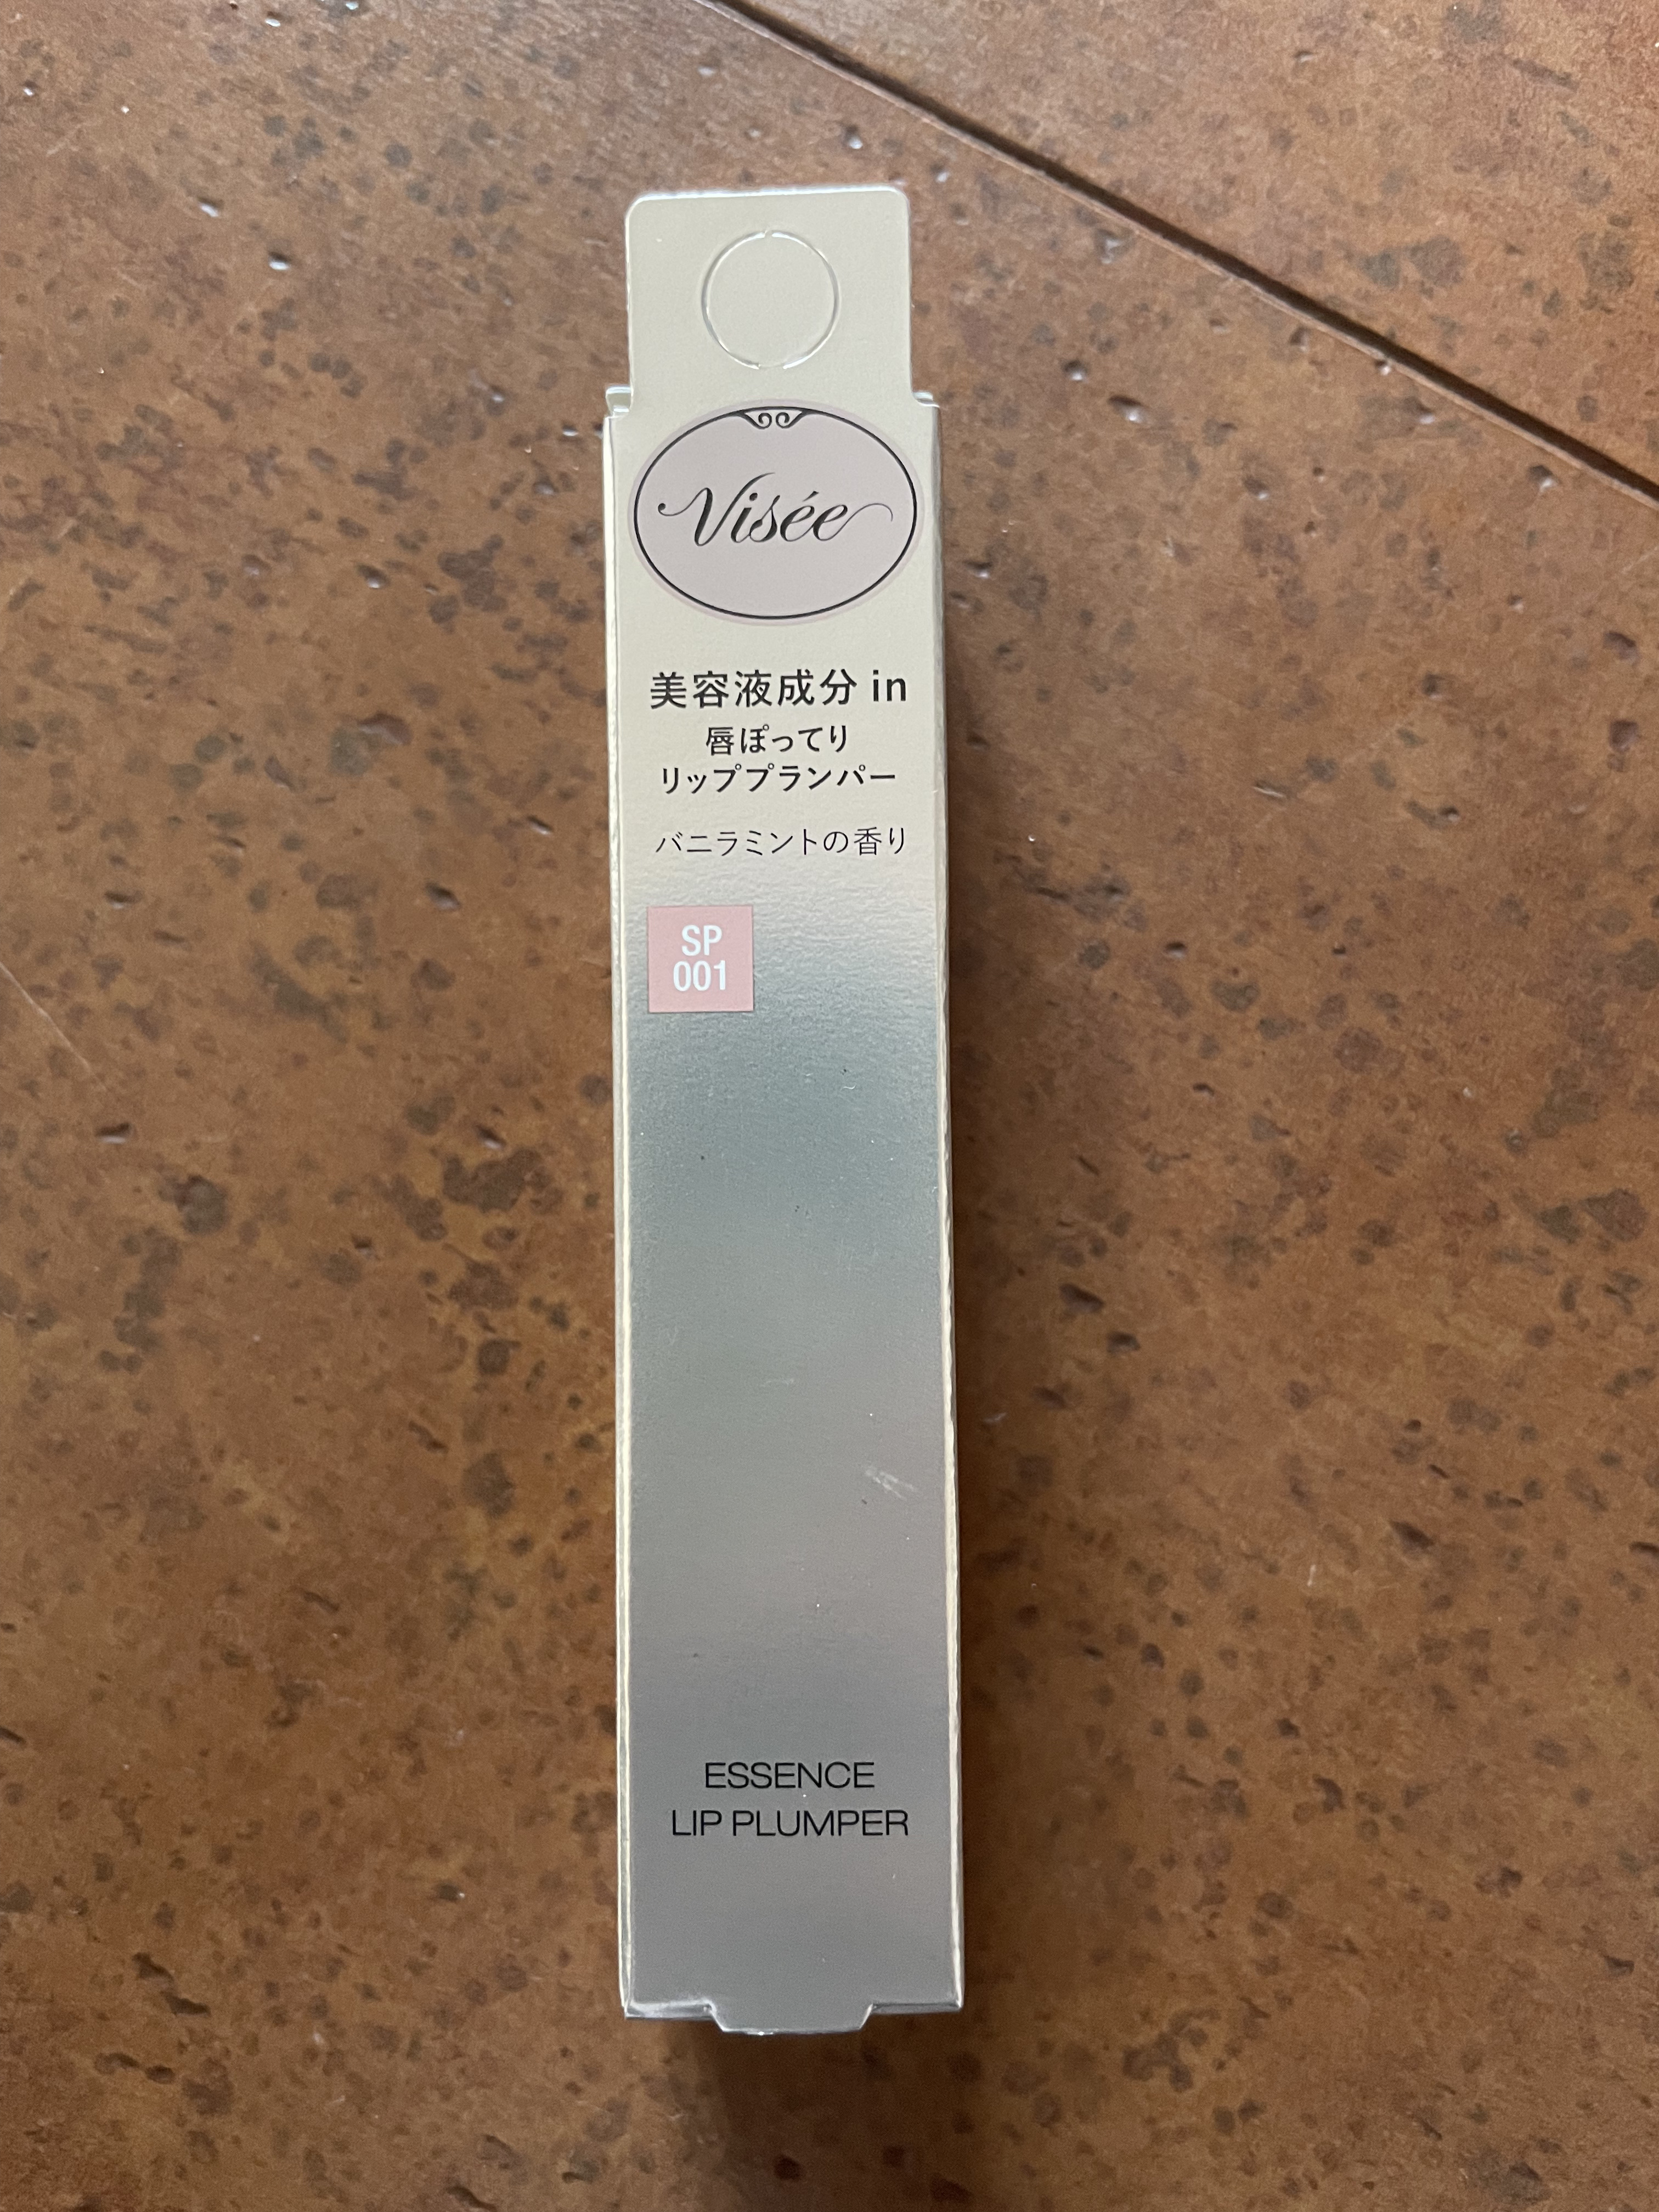 Visée
美容液成分 in
唇ぽってり
リッププランパー
バニラミントの香り
SP
001
ESSENCE
LIP PLUMPER